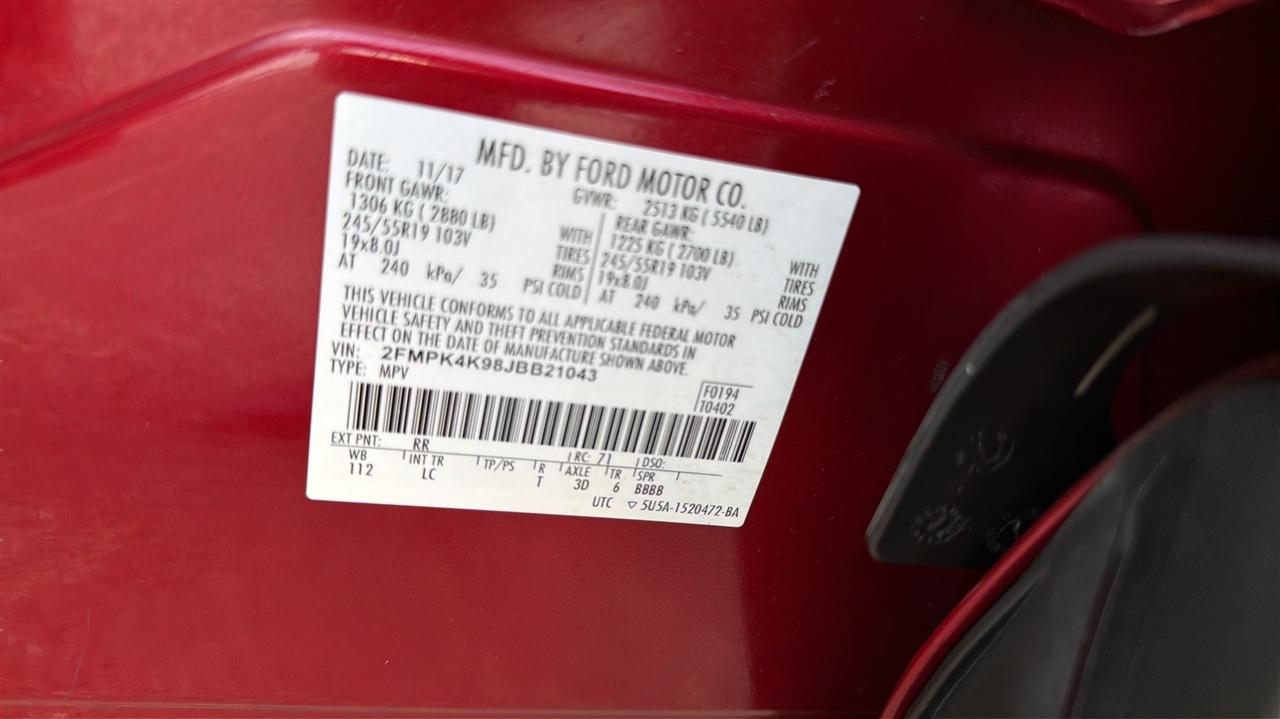 MFD. BY FORD MOTOR CO.
DATE: 11/17 GVWR: 2513 KG ( 5540 LB)
FRONT GAWR: REAR GAWR:
1306 KG ( 2880 LB) WITH 1225 KG ( 2700 LB) WITH
245/55R19 103V TIRES 245/55R19 103V TIRES
19x8.0J RIMS 19x8.0J RIMS
AT 240 kPa/ 35 PSI COLD AT 240 kPa/ 35 PSI COLD
THIS VEHICLE CONFORMS TO ALL APPLICABLE FEDERAL MOTOR
VEHICLE SAFETY AND THEFT PREVENTION STANDARDS IN
EFFECT ON THE DATE OF MANUFACTURE SHOWN ABOVE.
VIN: 2FMPK4K98JBB21043
TYPE: MPV
F0194
T0402
EXT PNT: RR RC: 71 DSO:
WB INT TR TP/PS R AXLE TR SPR
112 LC T 3D 6 BBBB
UTC ▽ 5U5A-1520472-BA